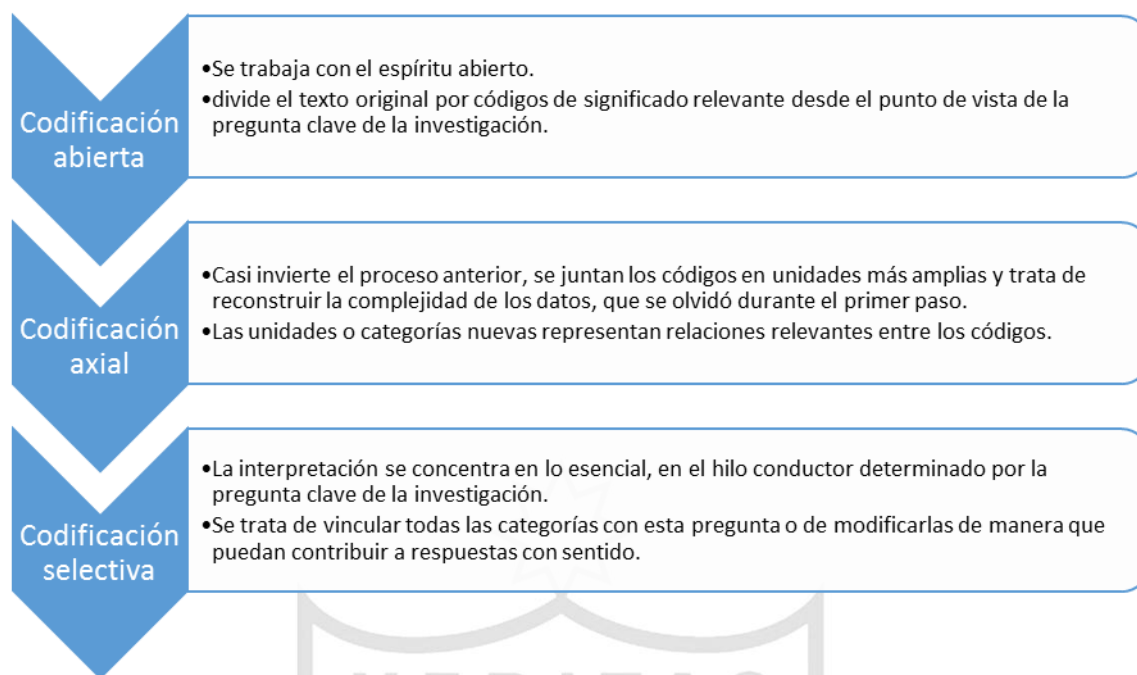 Codificación
abierta
•Se trabaja con el espíritu abierto.
•divide el texto original por códigos de significado relevante desde el punto de vista de la
pregunta clave de la investigación.
Codificación
axial
•Casi invierte el proceso anterior, se juntan los códigos en unidades más amplias y trata de
reconstruir la complejidad de los datos, que se olvidó durante el primer paso.
•Las unidades o categorías nuevas representan relaciones relevantes entre los códigos.
Codificación
selectiva
•La interpretación se concentra en lo esencial, en el hilo conductor determinado por la
pregunta clave de la investigación.
•Se trata de vincular todas las categorías con esta pregunta o de modificarlas de manera que
puedan contribuir a respuestas con sentido.